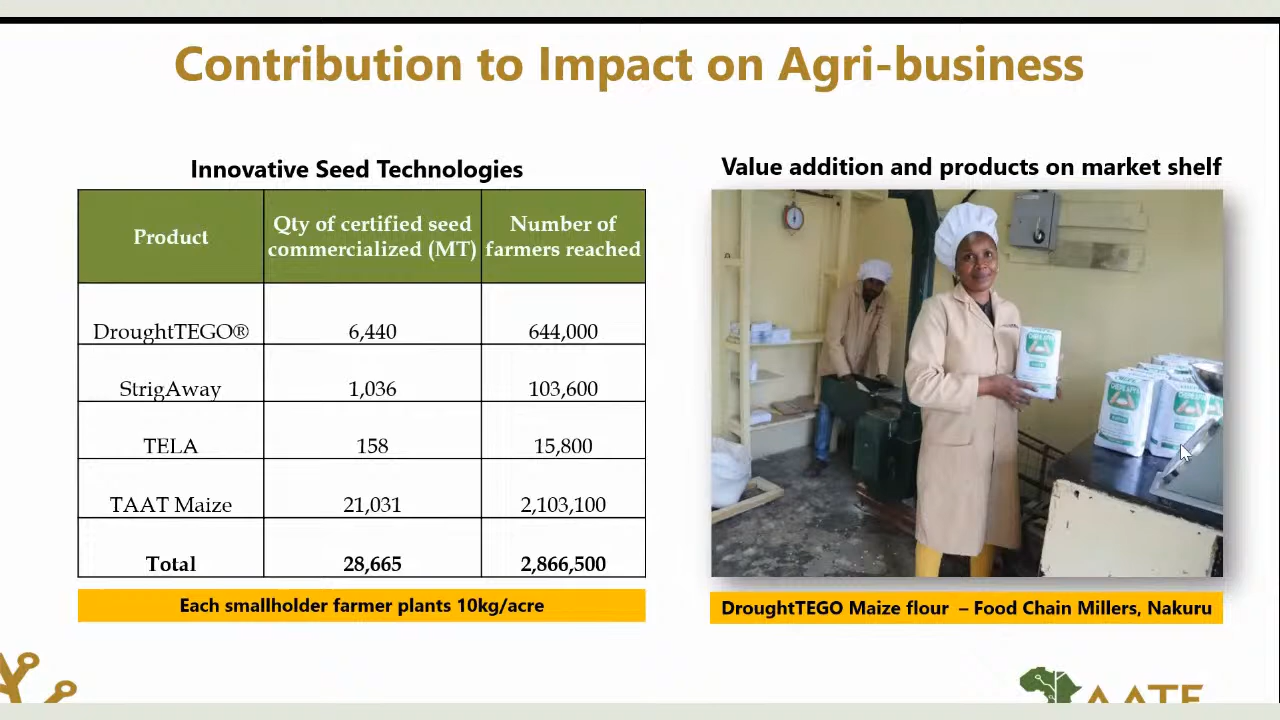 Contribution to Impact on Agri-business
Innovative Seed Technologies
Product
Qty of certified seed
commercialized (MT)
Number of
farmers reached
DroughtTEGO® 6,440 644,000
StrigAway 1,036 103,600
TELA 158 15,800
TAAT Maize 21,031 2,103,100
Total 28,665 2,866,500
Each smallholder farmer plants 10kg/acre
Value addition and products on market shelf
DroughtTEGO Maize flour – Food Chain Millers, Nakuru
AATF